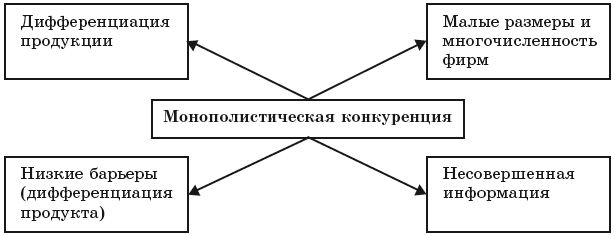 Дифференциация
продукции
Малые размеры и
многочисленность
фирм
Монополистическая конкуренция
Низкие барьеры
(дифференциация
продукта)
Несовершенная
информация